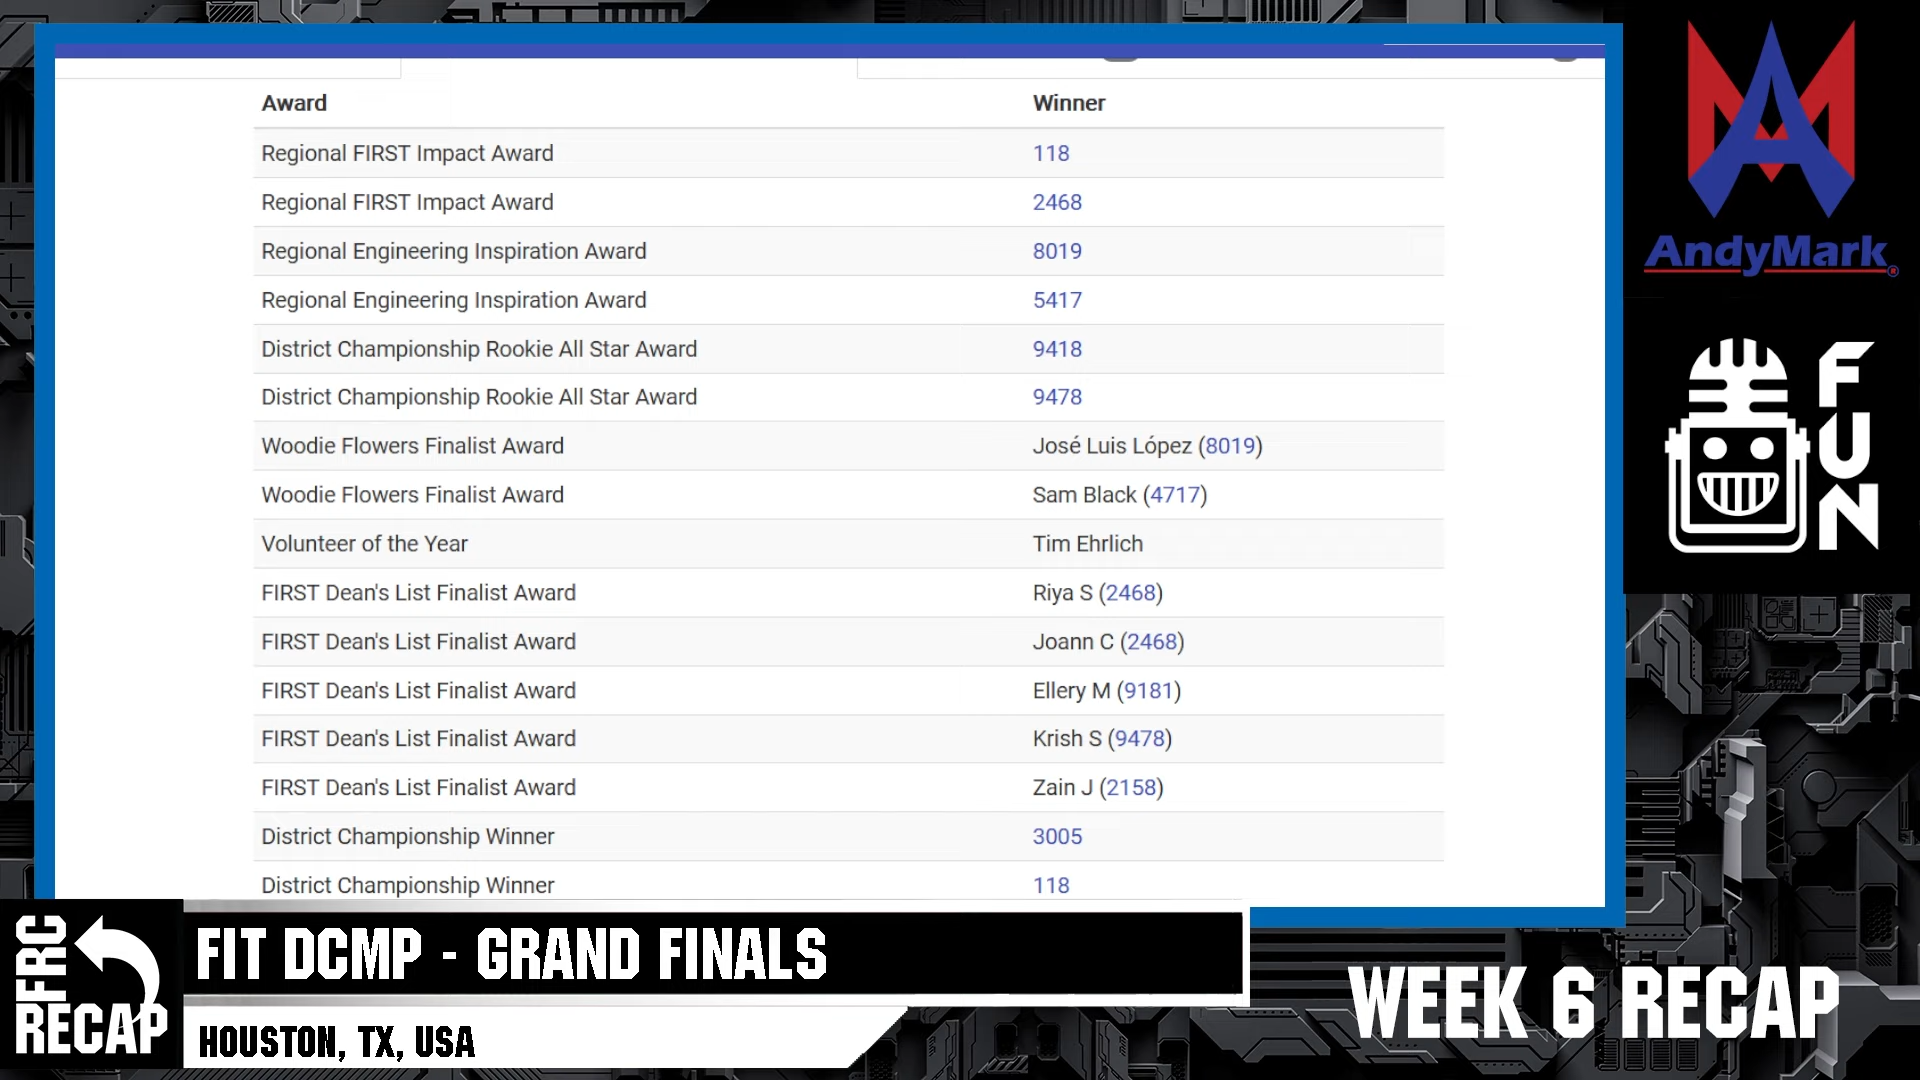 Award Winner
Regional FIRST Impact Award 118
Regional FIRST Impact Award 2468
Regional Engineering Inspiration Award 8019
Regional Engineering Inspiration Award 5417
District Championship Rookie All Star Award 9418
District Championship Rookie All Star Award 9478
Woodie Flowers Finalist Award José Luis López (8019)
Woodie Flowers Finalist Award Sam Black (4717)
Volunteer of the Year Tim Ehrlich
FIRST Dean's List Finalist Award Riya S (2468)
FIRST Dean's List Finalist Award Joann C (2468)
FIRST Dean's List Finalist Award Ellery M (9181)
FIRST Dean's List Finalist Award Krish S (9478)
FIRST Dean's List Finalist Award Zain J (2158)
District Championship Winner 3005
District Championship Winner 118
AM
AndyMark®
FUN
FRC
RECAP
FIT DCMP - GRAND FINALS
HOUSTON, TX, USA
WEEK 6 RECAP